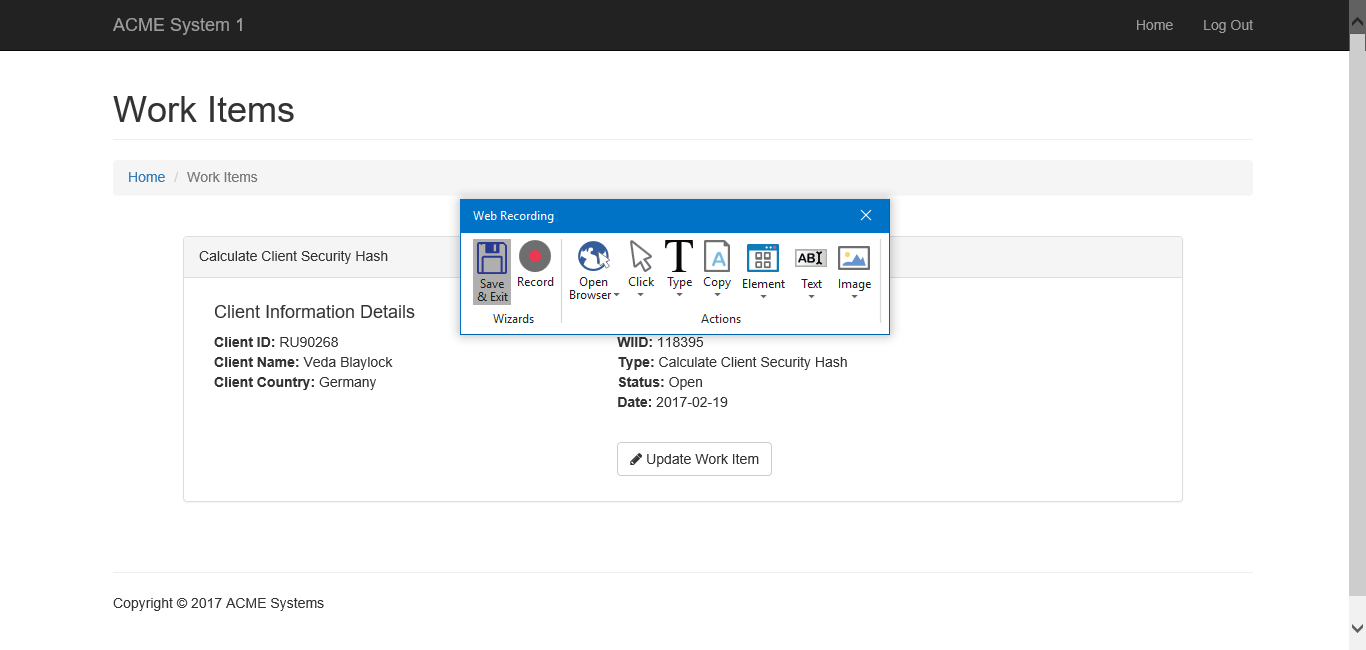 ACME System 1
Home
Log Out
Work Items
Home / Work Items
Web Recording
Save & Exit
Record
Open Browser
Click
Type
Copy
Element
Text
Image
Wizards
Actions
Calculate Client Security Hash
Client Information Details
Client ID: RU90268
Client Name: Veda Blaylock
Client Country: Germany
WIID: 118395
Type: Calculate Client Security Hash
Status: Open
Date: 2017-02-19
Update Work Item
Copyright © 2017 ACME Systems